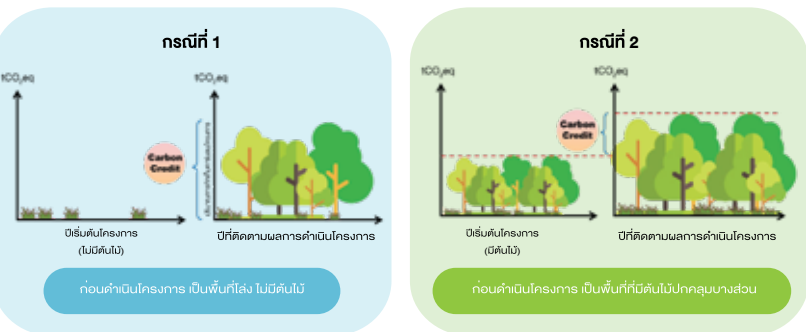 กรณีที่ 1
tCO₂eq
tCO₂eq
Carbon
Credit
ปีเริ่มต้นโครงการ
(ไม่มีต้นไม้)
ปีที่ติดตามผลการดำเนินโครงการ
ก่อนดำเนินโครงการ เป็นพื้นที่โล่ง ไม่มีต้นไม้
กรณีที่ 2
tCO₂eq
tCO₂eq
Carbon
Credit
ปีเริ่มต้นโครงการ
(มีต้นไม้)
ปีที่ติดตามผลการดำเนินโครงการ
ก่อนดำเนินโครงการ เป็นพื้นที่ที่มีต้นไม้ปกคลุมบางส่วน